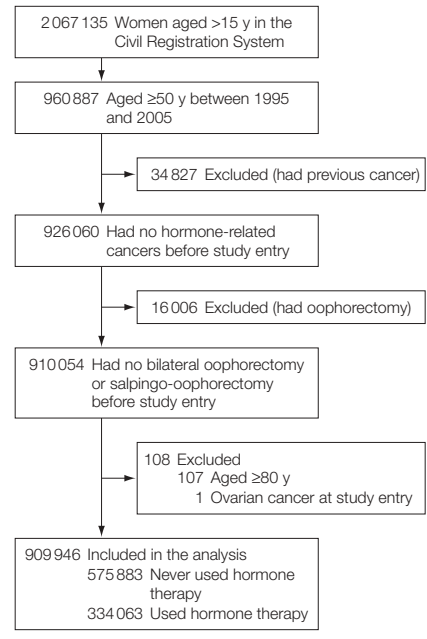 2 067 135 Women aged >15 y in the
Civil Registration System
960 887 Aged ≥50 y between 1995
and 2005
34 827 Excluded (had previous cancer)
926 060 Had no hormone-related
cancers before study entry
16 006 Excluded (had oophorectomy)
910 054 Had no bilateral oophorectomy
or salpingo-oophorectomy
before study entry
108 Excluded
107 Aged ≥80 y
1 Ovarian cancer at study entry
909 946 Included in the analysis
575 883 Never used hormone
therapy
334 063 Used hormone therapy